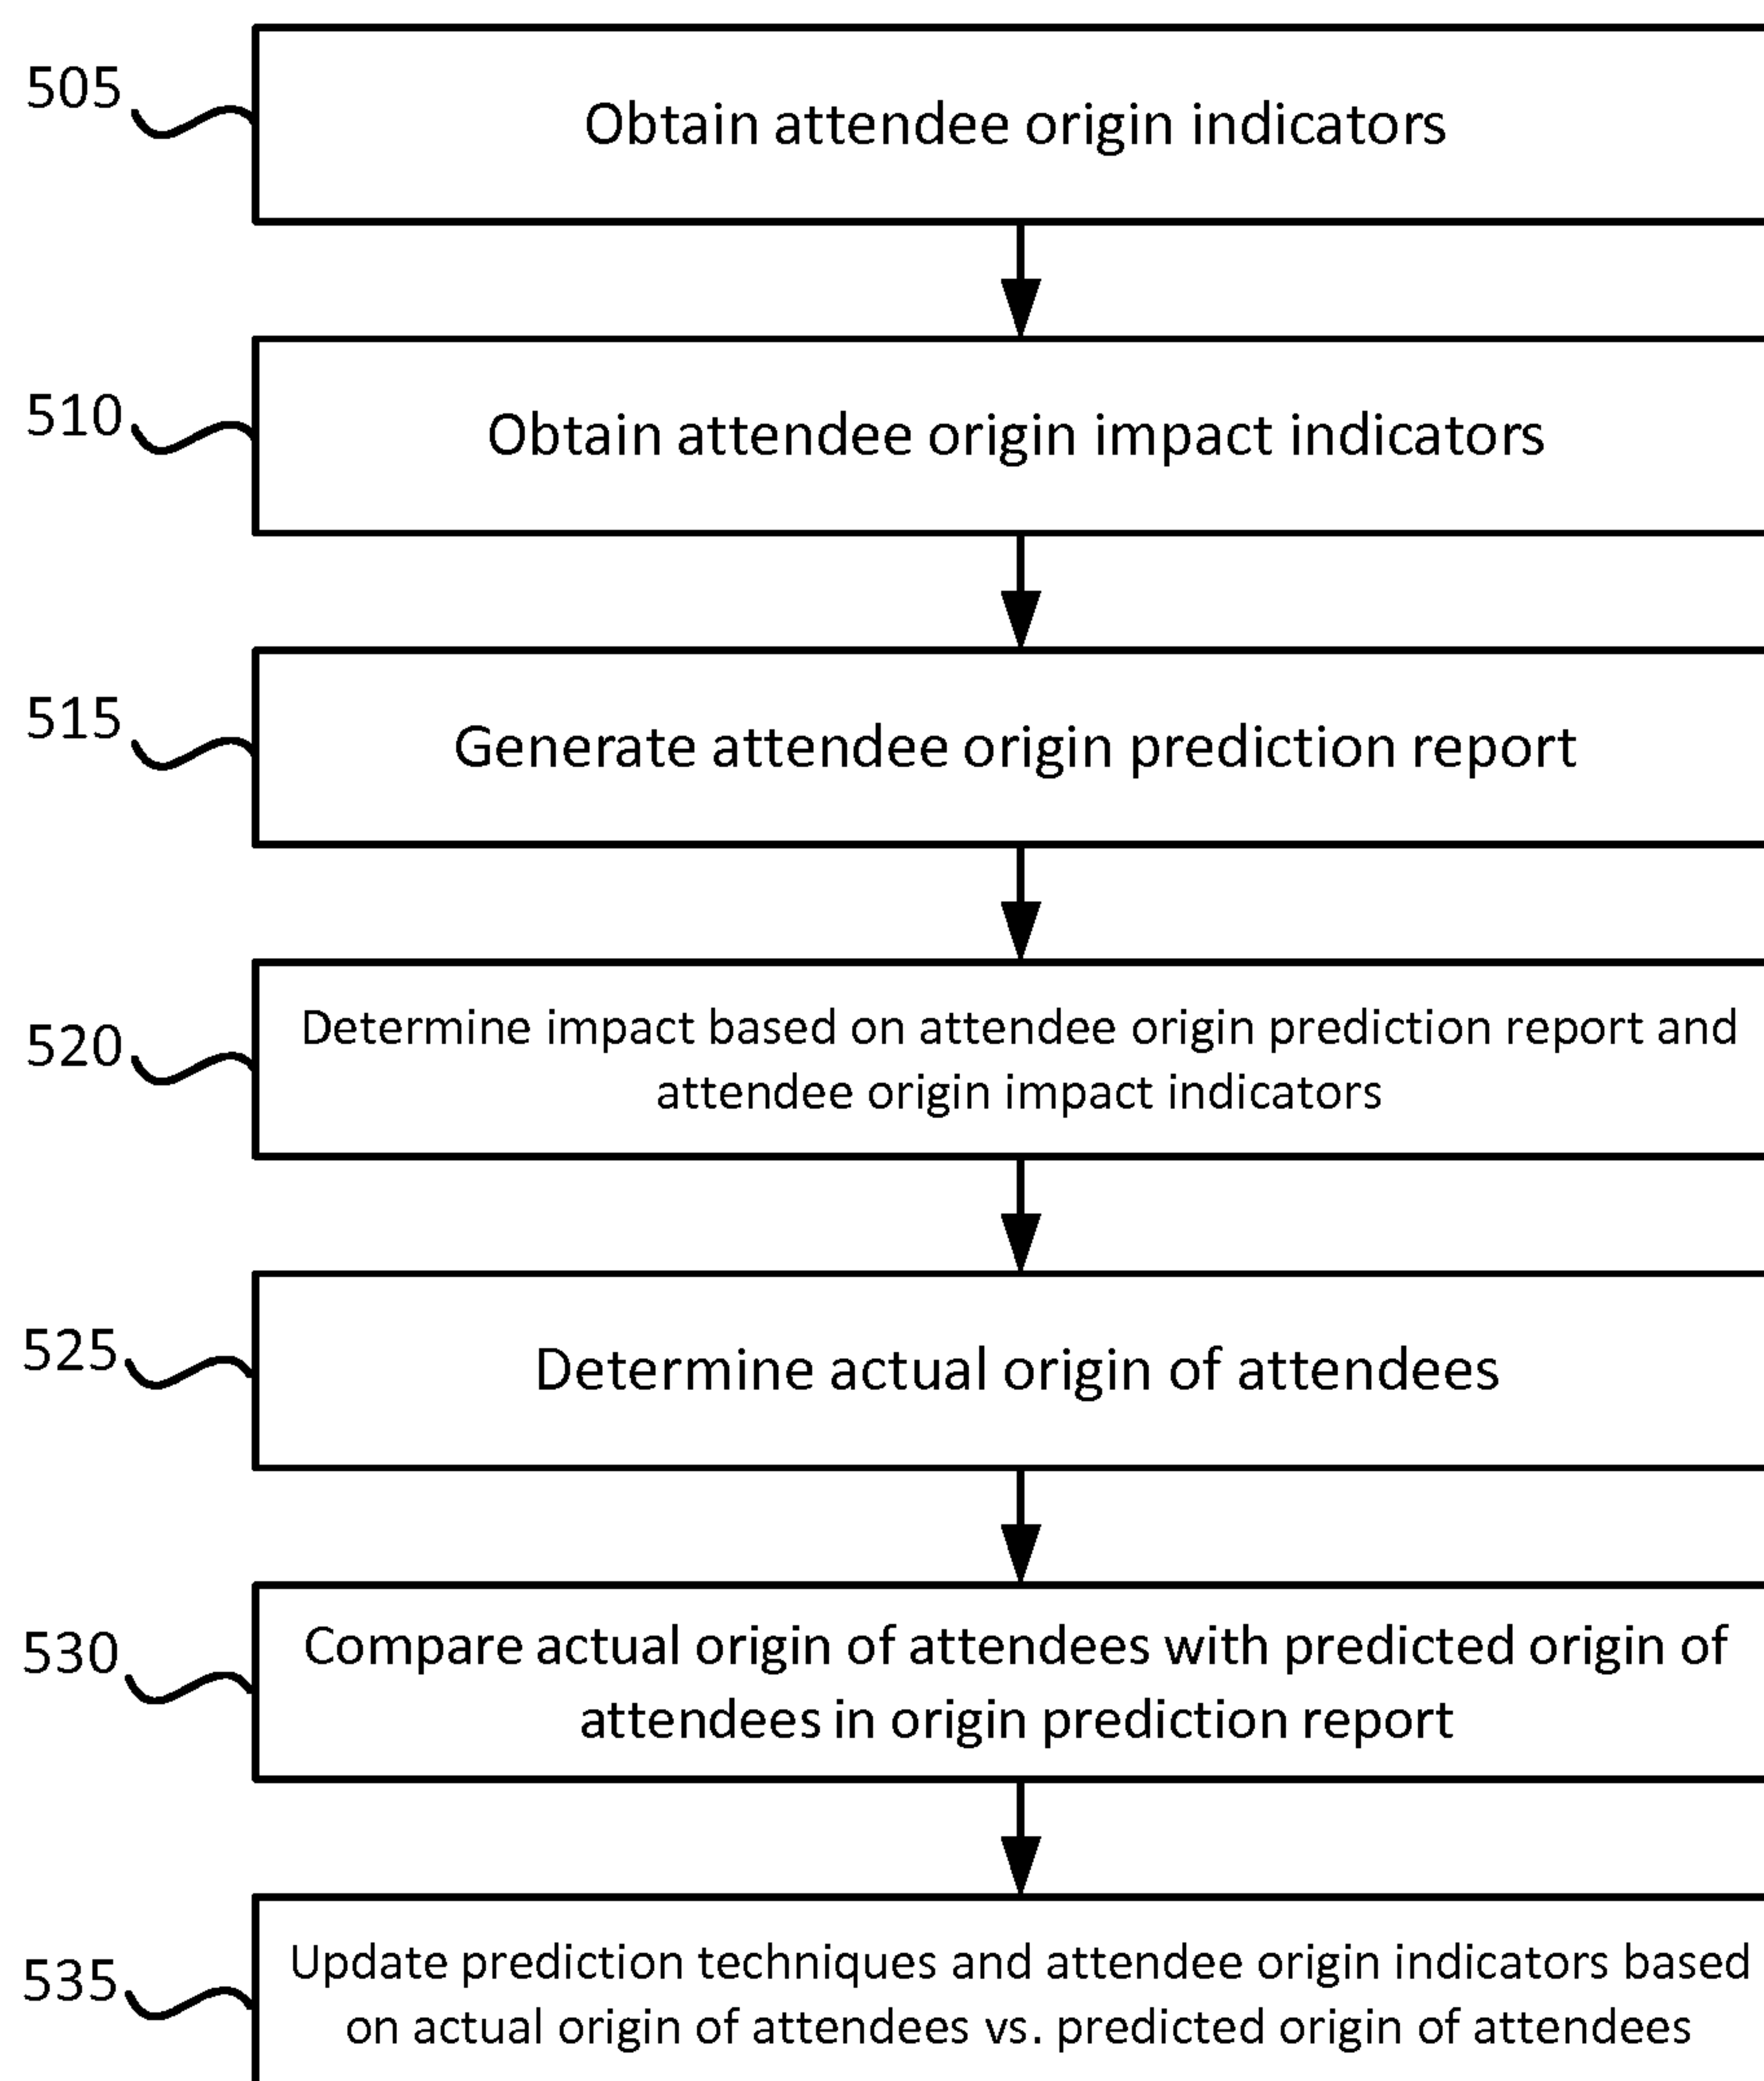 505
Obtain attendee origin indicators
510
Obtain attendee origin impact indicators
515
Generate attendee origin prediction report
520
Determine impact based on attendee origin prediction report and
attendee origin impact indicators
525
Determine actual origin of attendees
530
Compare actual origin of attendees with predicted origin of
attendees in origin prediction report
535
Update prediction techniques and attendee origin indicators based
on actual origin of attendees vs. predicted origin of attendees